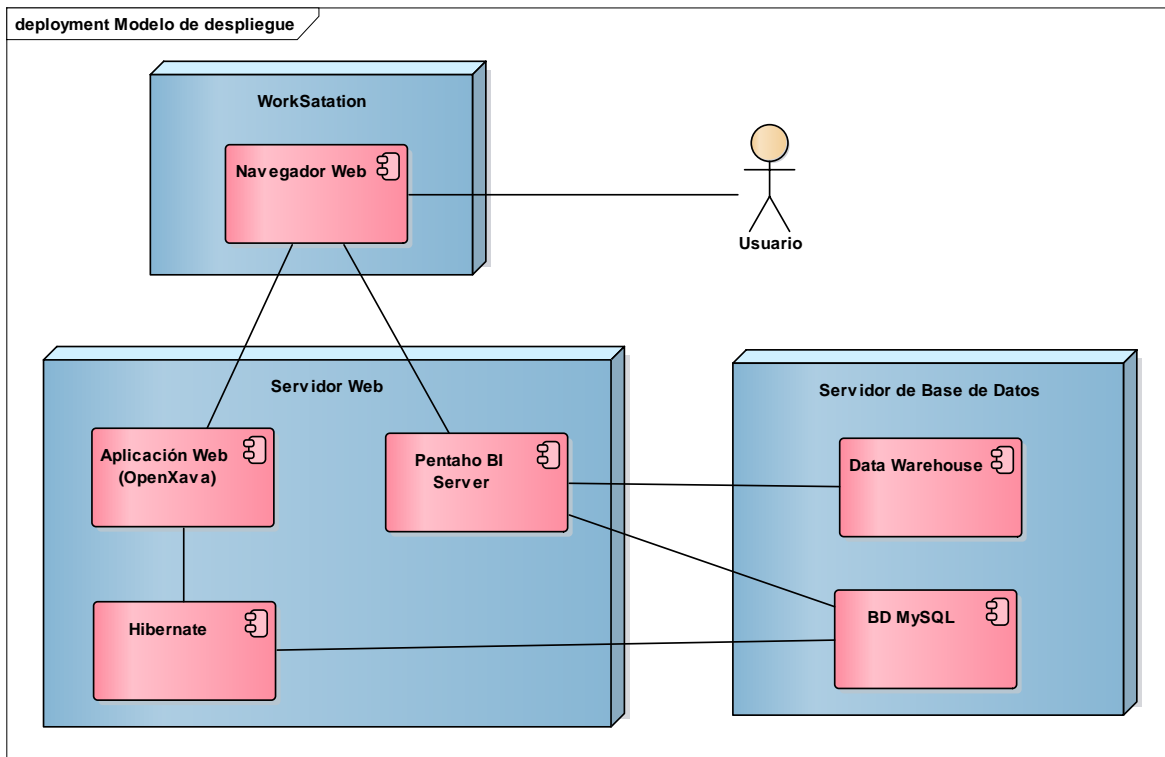 deployment Modelo de despliegue
WorkSatation
Navegador Web
Usuario
Servidor Web
Aplicación Web
(OpenXava)
Pentaho BI
Server
Hibernate
Servidor de Base de Datos
Data Warehouse
BD MySQL